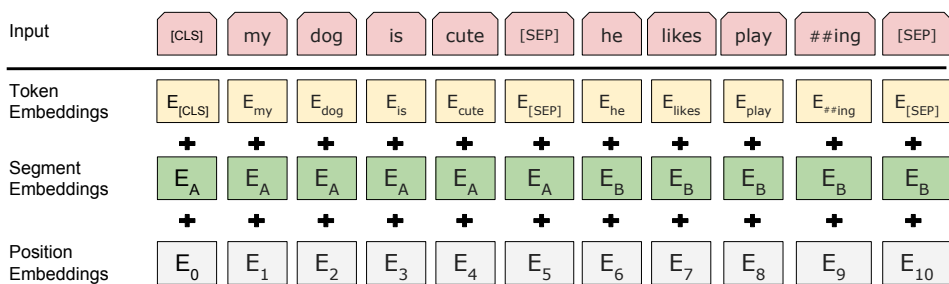 Input [CLS] my dog is cute [SEP] he likes play ##ing [SEP]
Token Embeddings E[CLS] Emy Edog Eis Ecute E[SEP] Ehe Elikes Eplay E##ing E[SEP]
+ + + + + + + + + + +
Segment Embeddings EA EA EA EA EA EA EB EB EB EB EB
+ + + + + + + + + + +
Position Embeddings E0 E1 E2 E3 E4 E5 E6 E7 E8 E9 E10